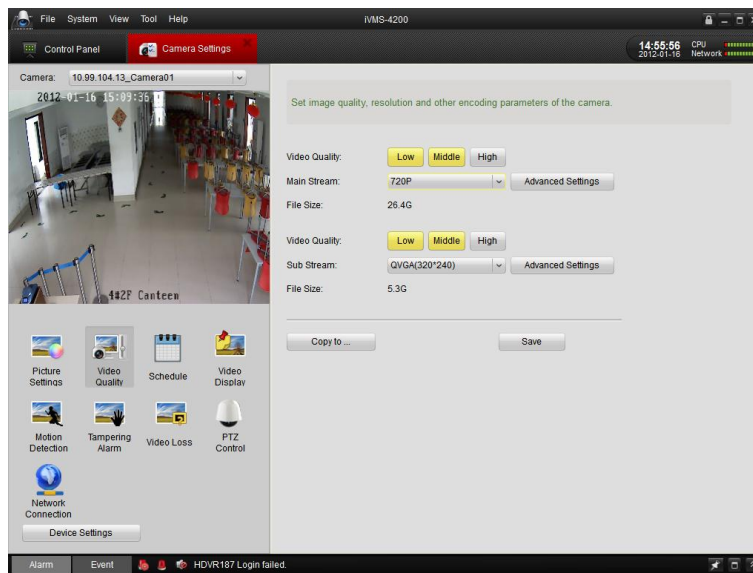 File System View Tool Help iVMS-4200
Control Panel Camera Settings 14:55:56 CPU
2012-01-16 Network
Camera: 10.99.104.13_Camera01
2012-01-16 15:09:36
4#2F Canteen
Set image quality, resolution and other encoding parameters of the camera.
Video Quality: Low Middle High
Main Stream: 720P Advanced Settings
File Size: 26.4G
Video Quality: Low Middle High
Sub Stream: QVGA(320*240) Advanced Settings
File Size: 5.3G
Copy to ... Save
Picture Settings
Video Quality
Schedule
Video Display
Motion Detection
Tampering Alarm
Video Loss
PTZ Control
Network Connection
Device Settings
Alarm Event HDVR187 Login failed.